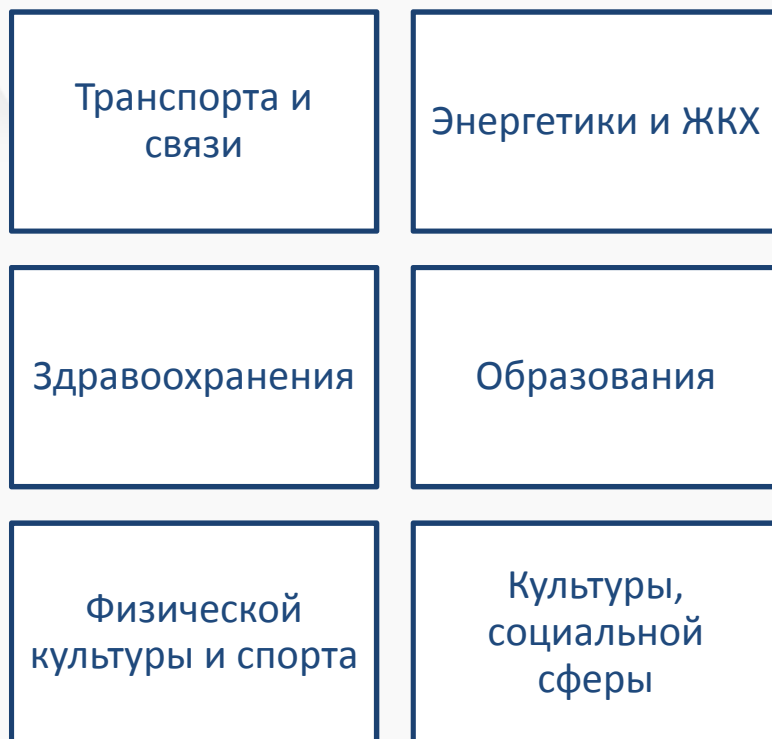 Транспорта и
связи
Энергетики и ЖКХ
Здравоохранения
Образования
Физической
культуры и спорта
Культуры,
социальной
сферы